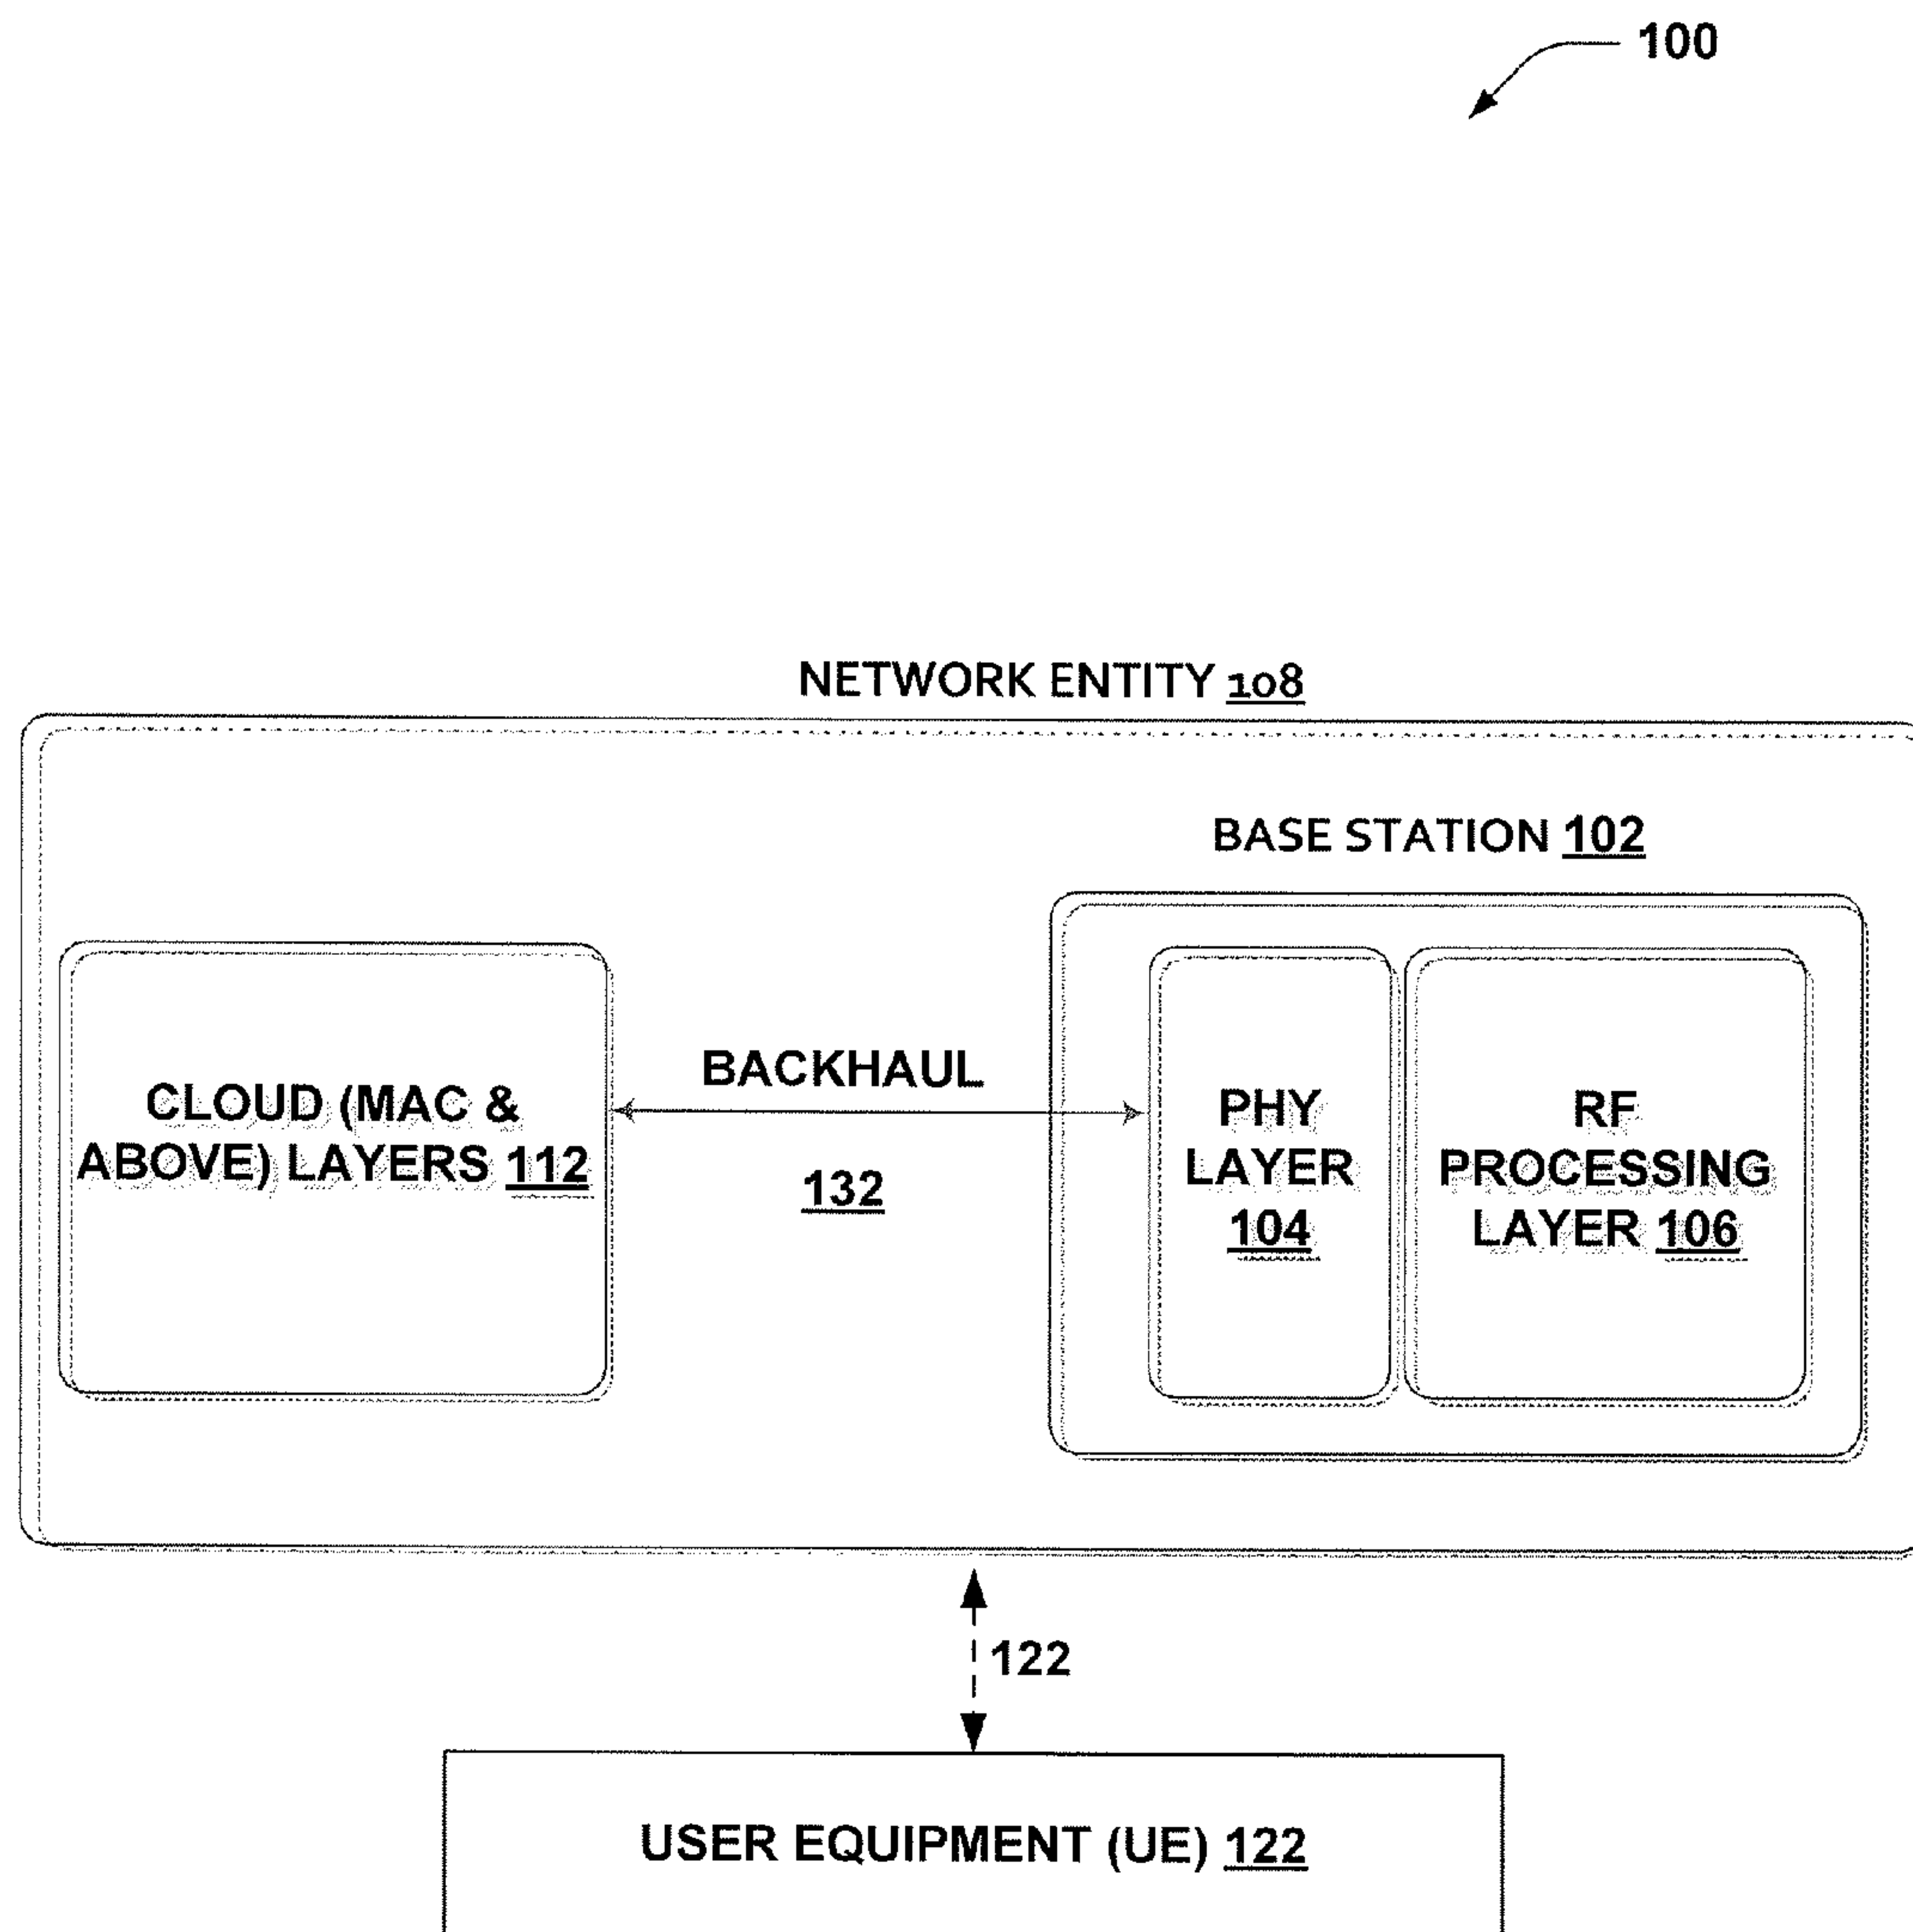 100
NETWORK ENTITY 108
BASE STATION 102
CLOUD (MAC &
ABOVE) LAYERS 112
BACKHAUL
132
PHY
LAYER
104
RF
PROCESSING
LAYER 106
122
USER EQUIPMENT (UE) 122